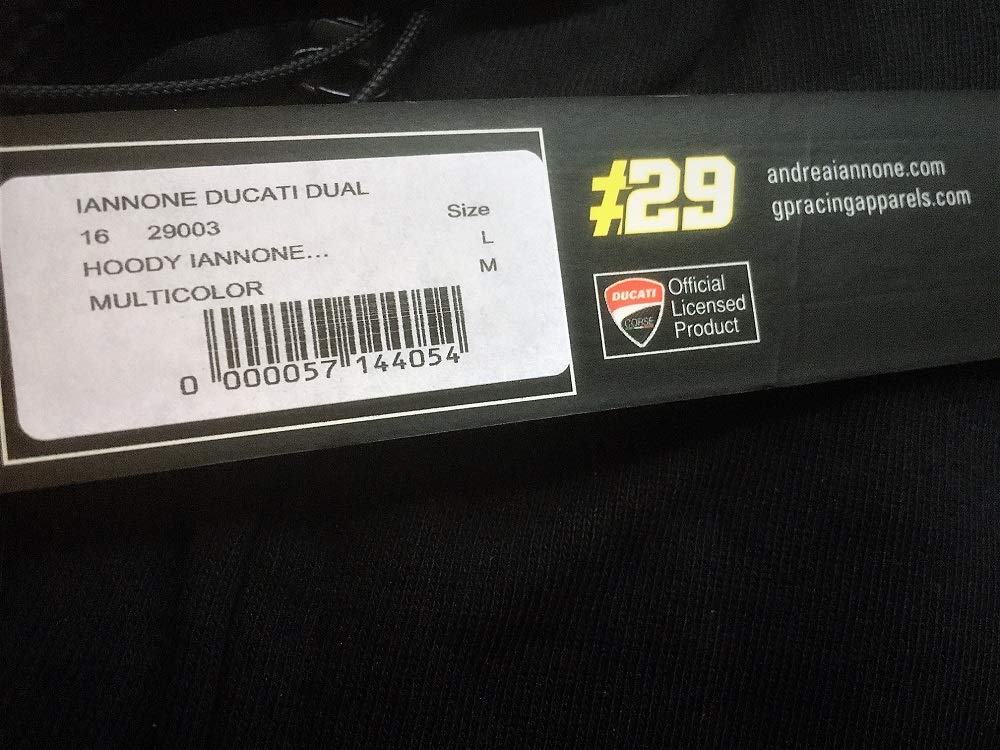 IANNONE DUCATI DUAL
16 29003
Size
HOODY IANNONE...
L
MULTICOLOR
M
0 000057 144054
#29
andreaiannone.com
gpracingapparels.com
DUCATI
CORSE
Official
Licensed
Product